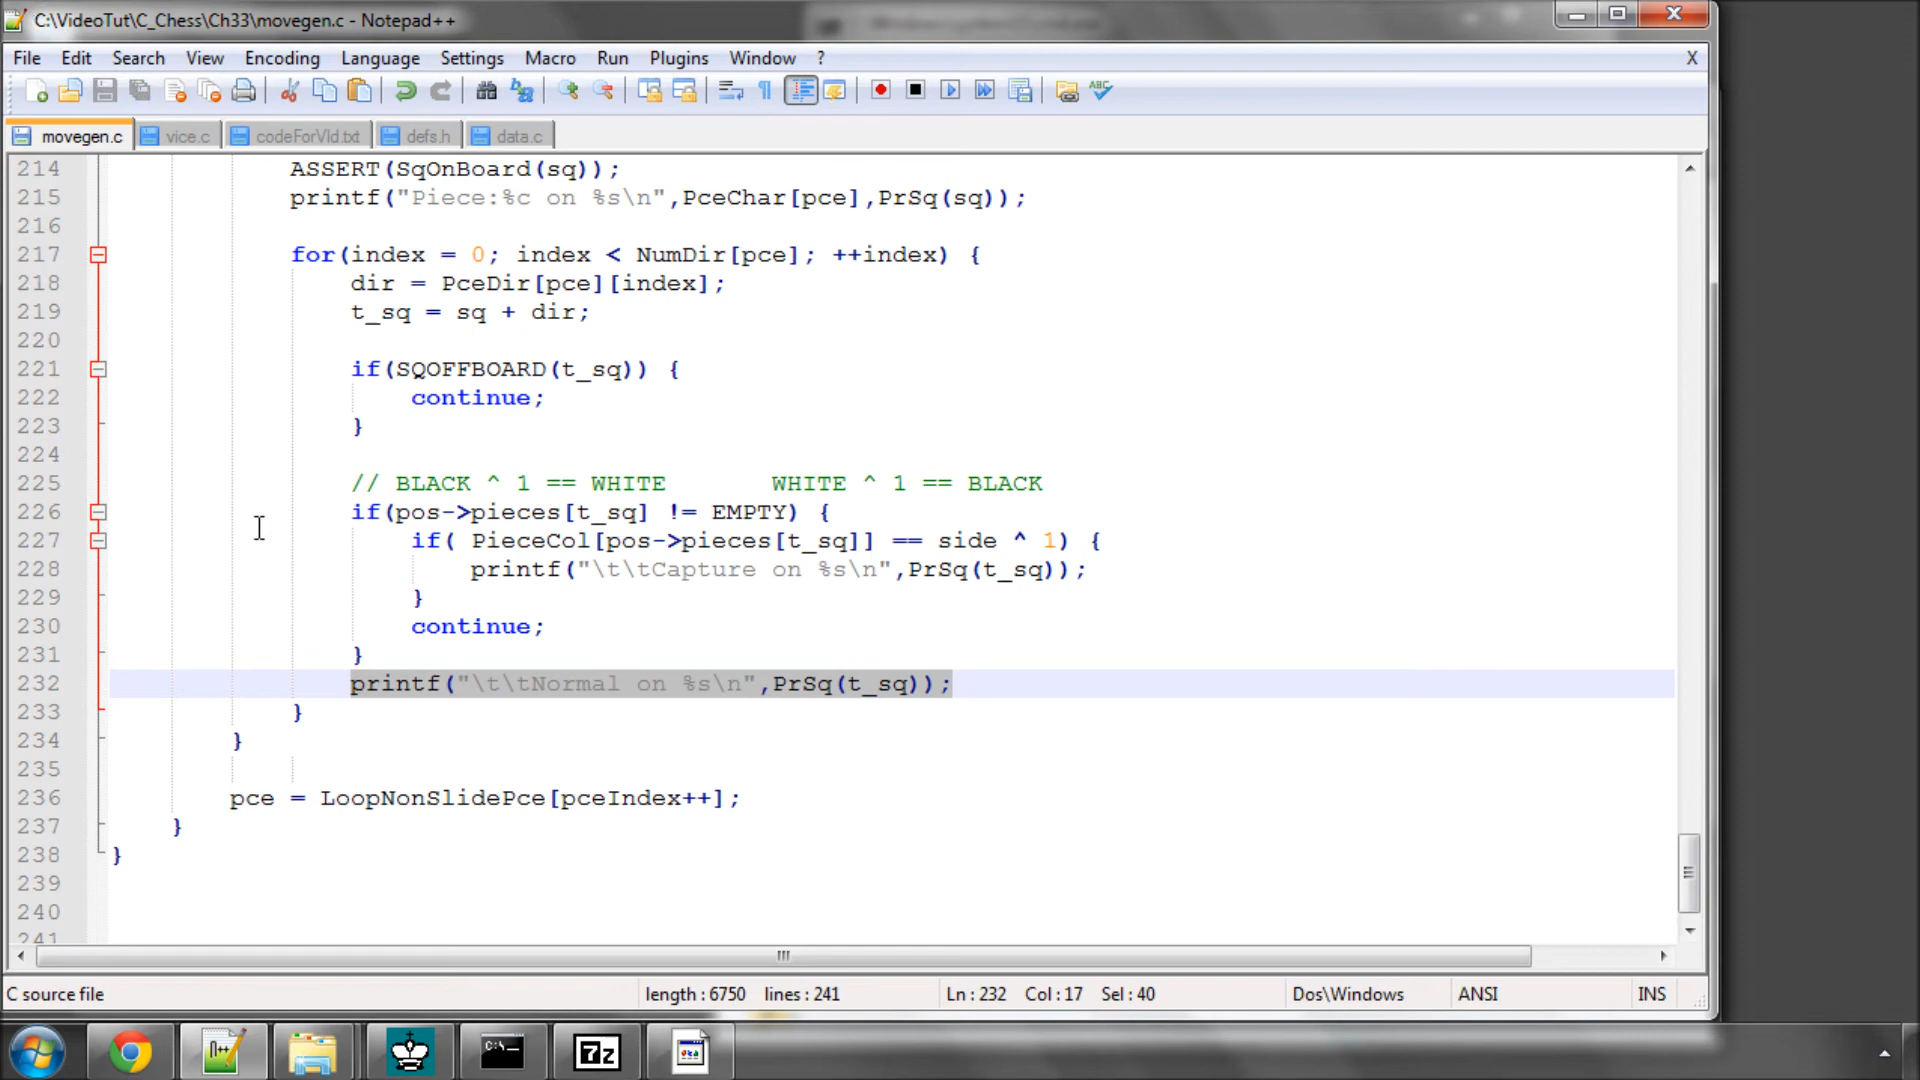 C:\VideoTut\C_Chess\Ch33\movegen.c - Notepad++
File Edit Search View Encoding Language Settings Macro Run Plugins Window ? X
movegen.c vice.c codeForVid.txt defs.h data.c
214 ASSERT(SqOnBoard(sq));
215 printf("Piece:%c on %s\n",PceChar[pce],PrSq(sq));
216
217 for(index = 0; index < NumDir[pce]; ++index) {
218 dir = PceDir[pce][index];
219 t_sq = sq + dir;
220
221 if(SQOFFBOARD(t_sq)) {
222 continue;
223 }
224
225 // BLACK ^ 1 == WHITE WHITE ^ 1 == BLACK
226 if(pos->pieces[t_sq] != EMPTY) {
227 if( PieceCol[pos->pieces[t_sq]] == side ^ 1) {
228 printf("\t\tCapture on %s\n",PrSq(t_sq));
229 }
230 continue;
231 }
232 printf("\t\tNormal on %s\n",PrSq(t_sq));
233 }
234 }
235
236 pce = LoopNonSlidePce[pceIndex++];
237 }
238 }
239
240
241
C source file length : 6750 lines : 241 Ln : 232 Col : 17 Sel : 40 Dos\Windows ANSI INS